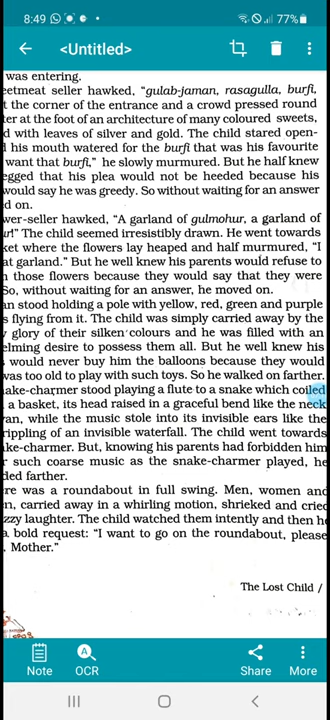 8:49 77%
<Untitled>
was entering.
eetmeat seller hawked, "gulab-jaman, rasagulla, burfi,
t the corner of the entrance and a crowd pressed round
ter at the foot of an architecture of many coloured sweets,
d with leaves of silver and gold. The child stared open-
d his mouth watered for the burfi that was his favourite
want that burfi," he slowly murmured. But he half knew
egged that his plea would not be heeded because his
would say he was greedy. So without waiting for an answer
ed on.
wer-seller hawked, "A garland of gulmohur, a garland of
ur!" The child seemed irresistibly drawn. He went towards
ket where the flowers lay heaped and half murmured, "I
at garland." But he well knew his parents would refuse to
n those flowers because they would say that they were
So, without waiting for an answer, he moved on.
an stood holding a pole with yellow, red, green and purple
s flying from it. The child was simply carried away by the
glory of their silken colours and he was filled with an
elming desire to possess them all. But he well knew his
would never buy him the balloons because they would
was too old to play with such toys. So he walked on farther.
ake-charmer stood playing a flute to a snake which coiled
a basket, its head raised in a graceful bend like the neck
an, while the music stole into its invisible ears like the
rippling of an invisible waterfall. The child went towards
ke-charmer. But, knowing his parents had forbidden him
r such coarse music as the snake-charmer played, he
ded farther.
re was a roundabout in full swing. Men, women and
n, carried away in a whirling motion, shrieked and cried
zzy laughter. The child watched them intently and then he
a bold request: "I want to go on the roundabout, please
. Mother."
The Lost Child /
Note OCR Share More